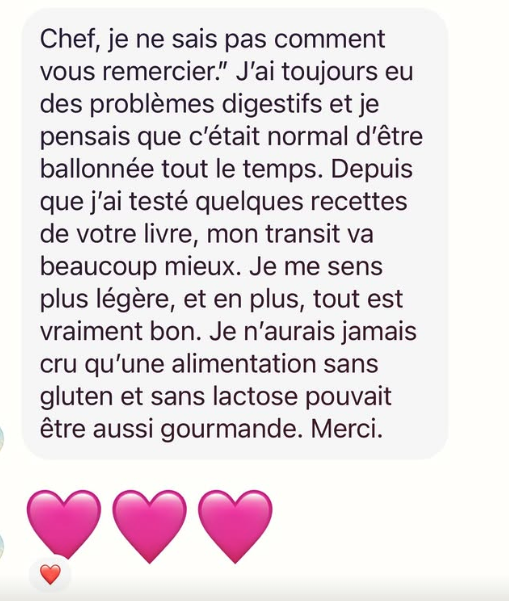 Chef, je ne sais pas comment
vous remercier.” J’ai toujours eu
des problèmes digestifs et je
pensais que c’était normal d’être
ballonnée tout le temps. Depuis
que j’ai testé quelques recettes
de votre livre, mon transit va
beaucoup mieux. Je me sens
plus légère, et en plus, tout est
vraiment bon. Je n’aurais jamais
cru qu’une alimentation sans
gluten et sans lactose pouvait
être aussi gourmande. Merci.